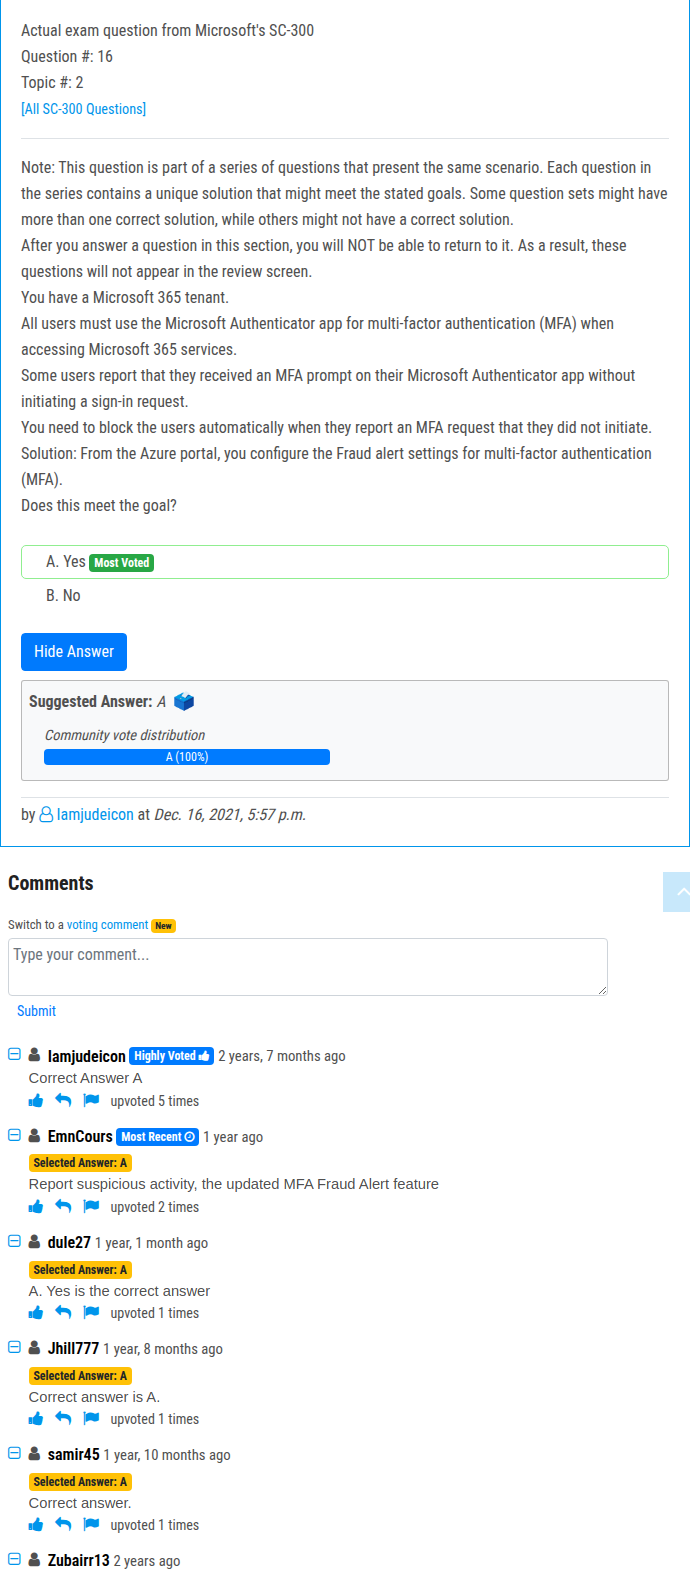 Actual exam question from Microsoft's SC-300
Question #: 16
Topic #: 2
[All SC-300 Questions]
Note: This question is part of a series of questions that present the same scenario. Each question in
the series contains a unique solution that might meet the stated goals. Some question sets might have
more than one correct solution, while others might not have a correct solution.
After you answer a question in this section, you will NOT be able to return to it. As a result, these
questions will not appear in the review screen.
You have a Microsoft 365 tenant.
All users must use the Microsoft Authenticator app for multi-factor authentication (MFA) when
accessing Microsoft 365 services.
Some users report that they received an MFA prompt on their Microsoft Authenticator app without
initiating a sign-in request.
You need to block the users automatically when they report an MFA request that they did not initiate.
Solution: From the Azure portal, you configure the Fraud alert settings for multi-factor authentication
(MFA).
Does this meet the goal?
A. Yes Most Voted
B. No
Hide Answer
Suggested Answer: A
Community vote distribution
A (100%)
by Iamjudeicon at Dec. 16, 2021, 5:57 p.m.
Comments
Switch to a voting comment New
Type your comment...
Submit
Iamjudeicon Highly Voted 2 years, 7 months ago
Correct Answer A
upvoted 5 times
EmnCours Most Recent 1 year ago
Selected Answer: A
Report suspicious activity, the updated MFA Fraud Alert feature
upvoted 2 times
dule27 1 year, 1 month ago
Selected Answer: A
A. Yes is the correct answer
upvoted 1 times
Jhill777 1 year, 8 months ago
Selected Answer: A
Correct answer is A.
upvoted 1 times
samir45 1 year, 10 months ago
Selected Answer: A
Correct answer.
upvoted 1 times
Zubairr13 2 years ago